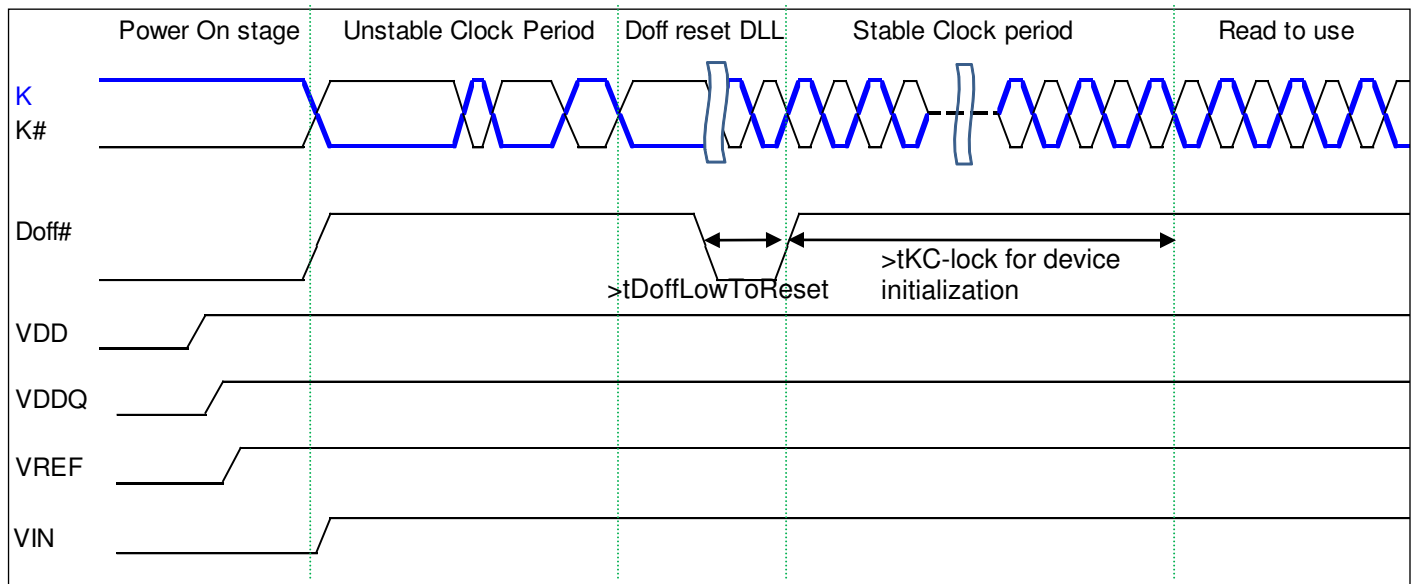 Power On stage
Unstable Clock Period
Doff reset DLL
Stable Clock period
Read to use
K
K#
Doff#
>tDoffLowToReset
>tKC-lock for device
initialization
VDD
VDDQ
VREF
VIN